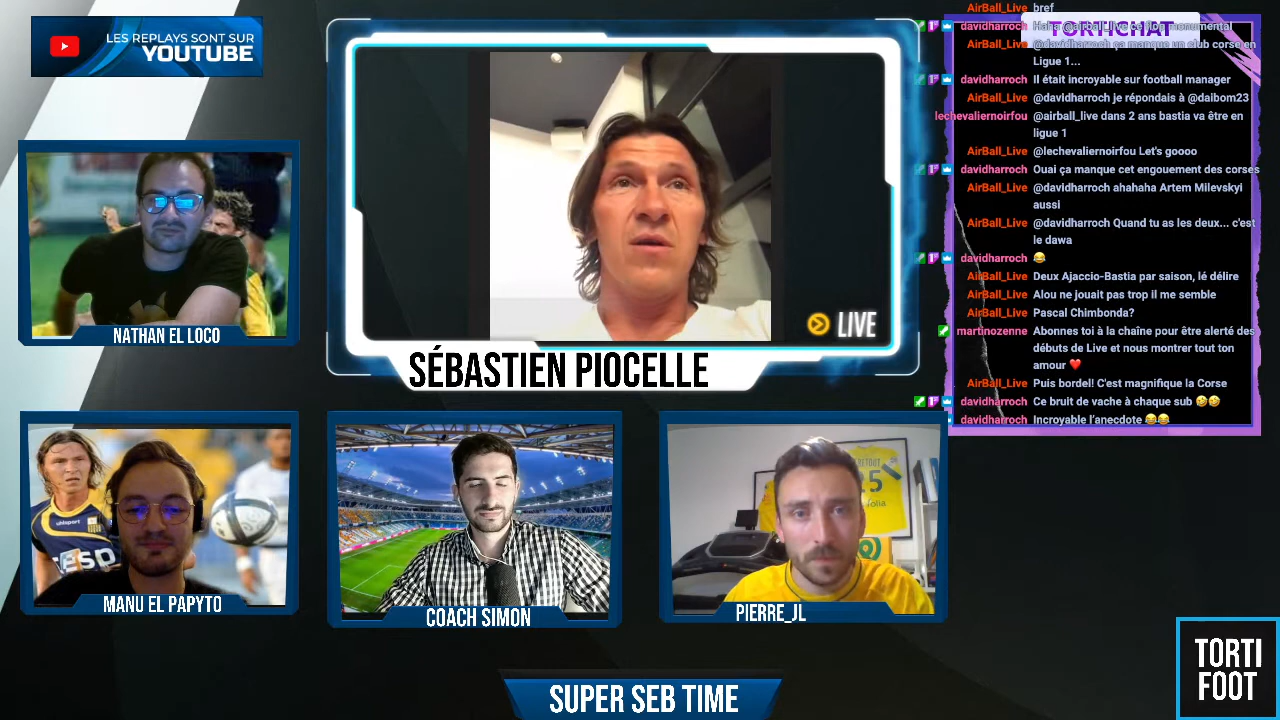 LES REPLAYS SONT SUR
YOUTUBE
NATHAN EL LOCO
LIVE
SÉBASTIEN PIOCELLE
uhlsport
MANU EL PAPYTO
COACH SIMON
PIERRE_JL
SUPER SEB TIME
TORTI
FOOT
AirBall_Live bref
davidharroch Haha @airball_live ce flop monumental
AirBall_Live @davidharroch ça manque un club corse en
Ligue 1...
davidharroch Il était incroyable sur football manager
AirBall_Live @davidharroch je répondais à @daibom23
lechevaliernoirfou @airball_live dans 2 ans bastia va être en
ligue 1
AirBall_Live @lechevaliernoirfou Let's goooo
davidharroch Ouai ça manque cet engouement des corses
AirBall_Live @davidharroch ahahaha Artem Milevskyi
aussi
AirBall_Live @davidharroch Quand tu as les deux... c'est
le dawa
davidharroch 😂
AirBall_Live Deux Ajaccio-Bastia par saison, lé délire
AirBall_Live Alou ne jouait pas trop il me semble
AirBall_Live Pascal Chimbonda?
martinozenne Abonnes toi à la chaîne pour être alerté des
débuts de Live et nous montrer tout ton
amour ❤️
AirBall_Live Puis bordel! C'est magnifique la Corse
davidharroch Ce bruit de vache à chaque sub 🤣🤣
davidharroch Incroyable l'anecdote 😂😂